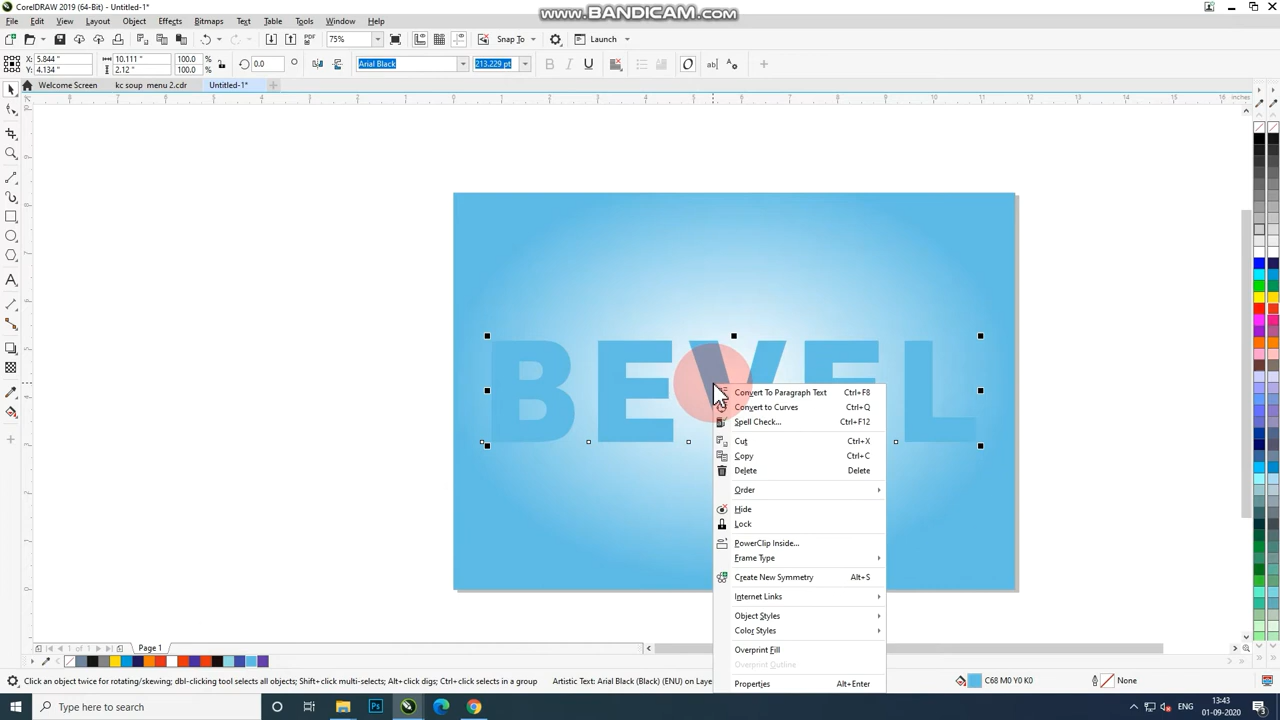 CorelDRAW 2019 (64-Bit) - Untitled-1*
www.BANDICAM.com
File Edit View Layout Object Effects Bitmaps Text Table Tools Window Help
75% Snap To Launch
X: 5.844 " 10.111 " 100.0 % 0.0 Arial Black 213.229 pt
Y: 4.134 " 2.12 " 100.0 %
Welcome Screen kc soup menu 2.cdr Untitled-1*
inches
BEVEL
Convert To Paragraph Text Ctrl+F8
Convert to Curves Ctrl+Q
Spell Check... Ctrl+F12
Cut Ctrl+X
Copy Ctrl+C
Delete Delete
Order
Hide
Lock
PowerClip Inside...
Frame Type
Create New Symmetry Alt+S
Internet Links
Object Styles
Color Styles
Overprint Fill
Overprint Outline
Properties Alt+Enter
1 of 1 Page 1
Click an object twice for rotating/skewing; dbl-clicking tool selects all objects; Shift+click multi-selects; Alt+click digs; Ctrl+click selects in a group Artistic Text: Arial Black (Black) (ENU) on Laye C68 M0 Y0 K0 None
Type here to search ENG 13:43
01-09-2020